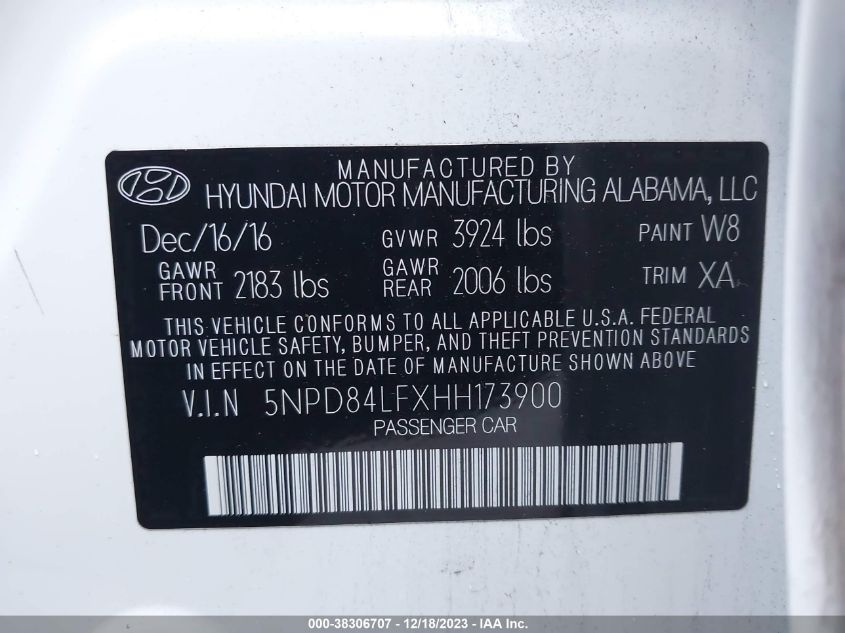 MANUFACTURED BY
HYUNDAI MOTOR MANUFACTURING ALABAMA, LLC
Dec/16/16 GVWR 3924 lbs PAINT W8
GAWR FRONT 2183 lbs GAWR REAR 2006 lbs TRIM XA
THIS VEHICLE CONFORMS TO ALL APPLICABLE U.S.A. FEDERAL
MOTOR VEHICLE SAFETY, BUMPER, AND THEFT PREVENTION STANDARDS
IN EFFECT ON THE DATE OF MANUFACTURE SHOWN ABOVE
V.I.N 5NPD84LFXHH173900
PASSENGER CAR
000-38306707 - 12/18/2023 - IAA Inc.